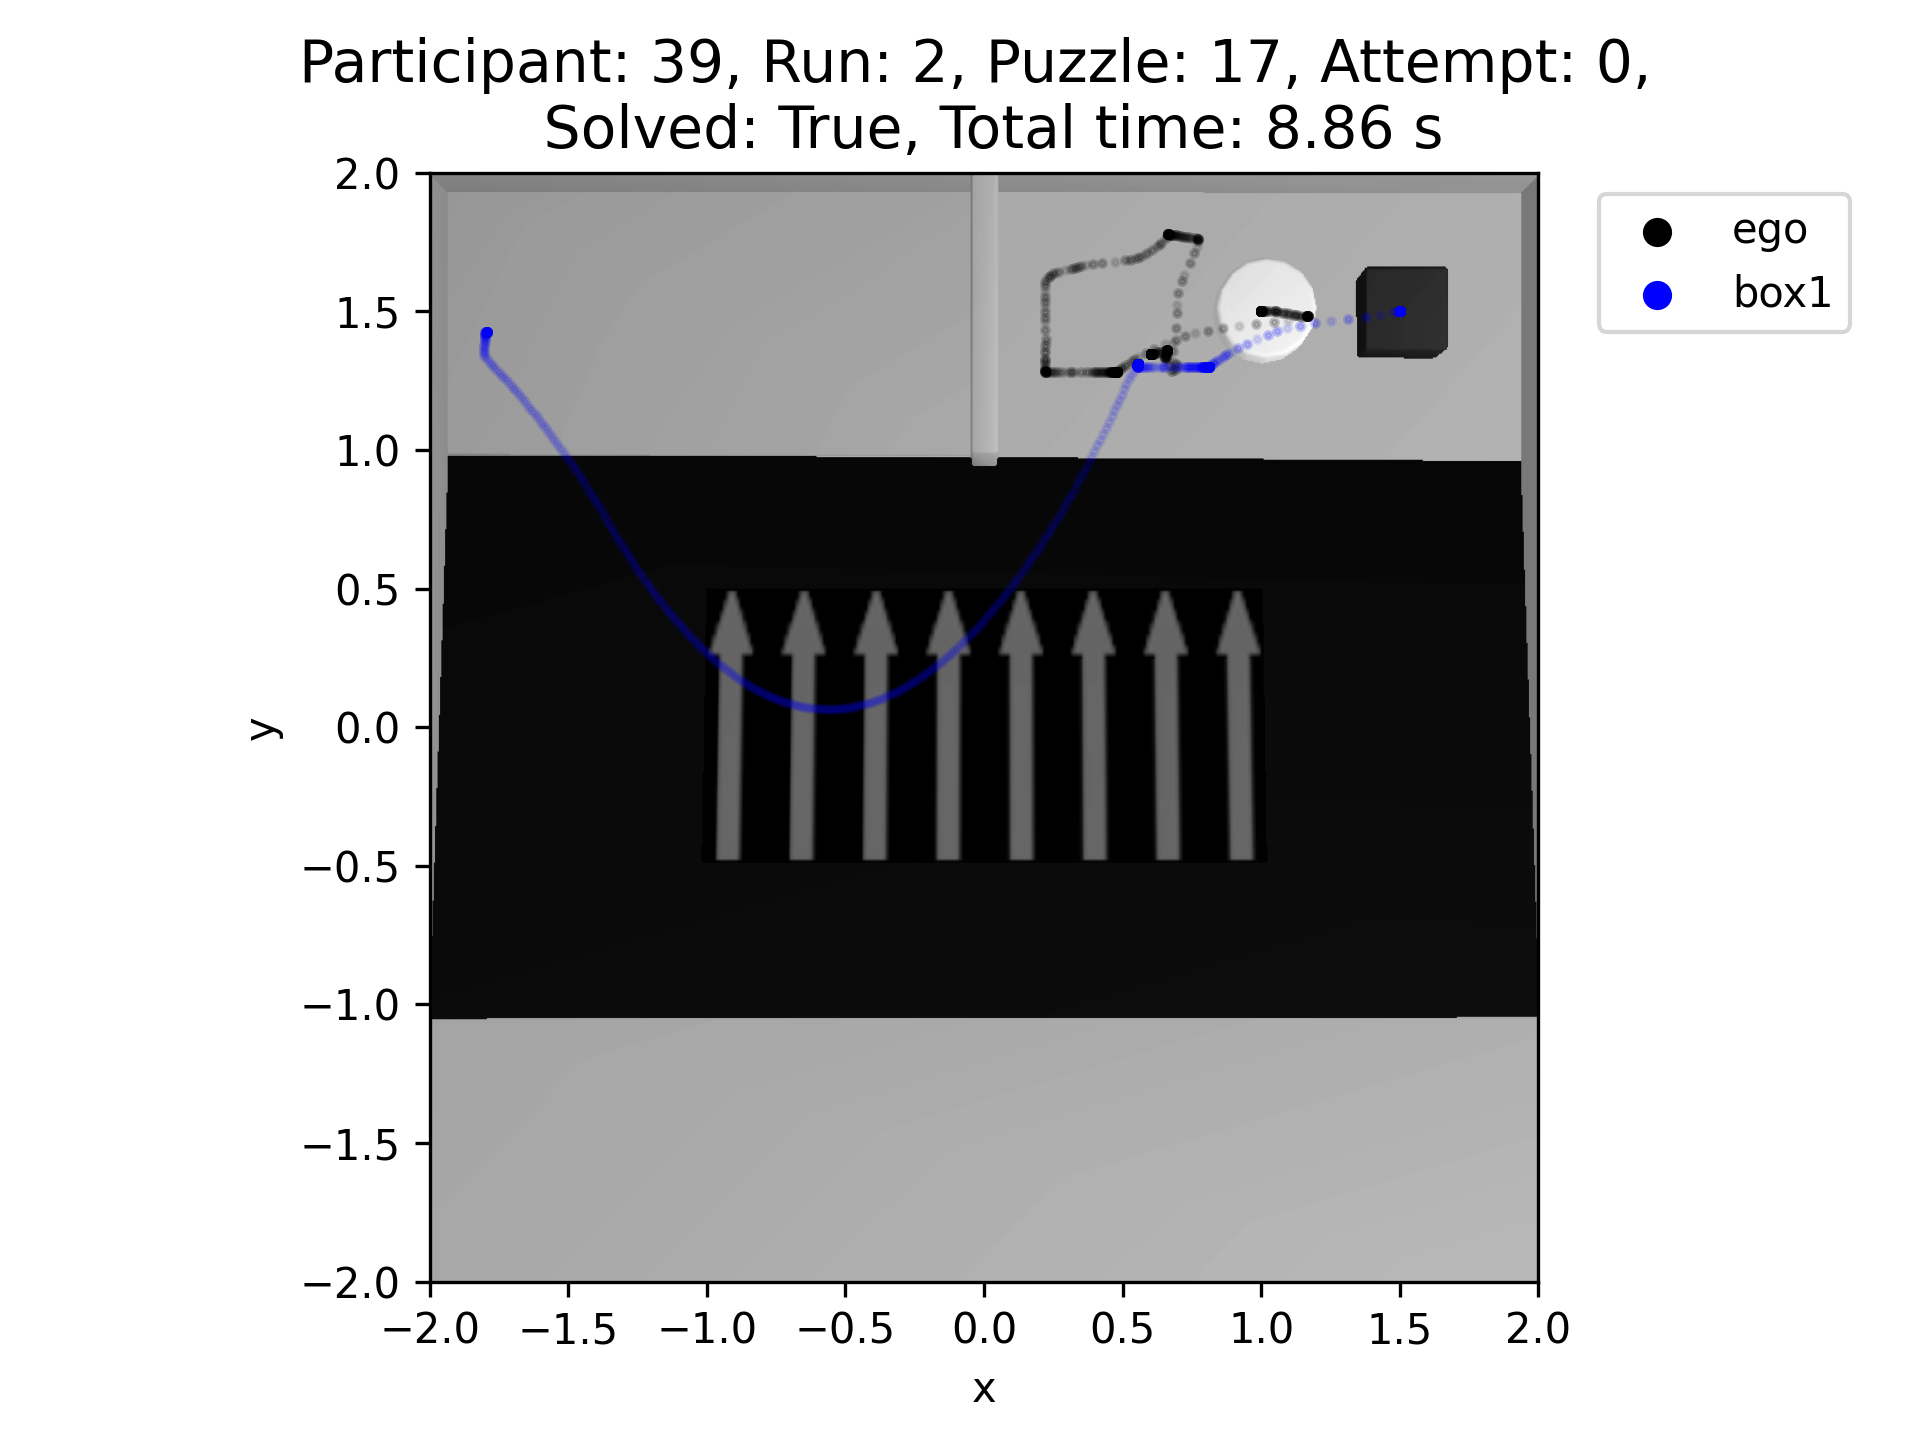 Participant: 39, Run: 2, Puzzle: 17, Attempt: 0,
Solved: True, Total time: 8.86 s
2.0
1.5
1.0
0.5
0.0
−0.5
−1.0
−1.5
−2.0
y
−2.0 −1.5 −1.0 −0.5 0.0 0.5 1.0 1.5 2.0
x
ego
box1